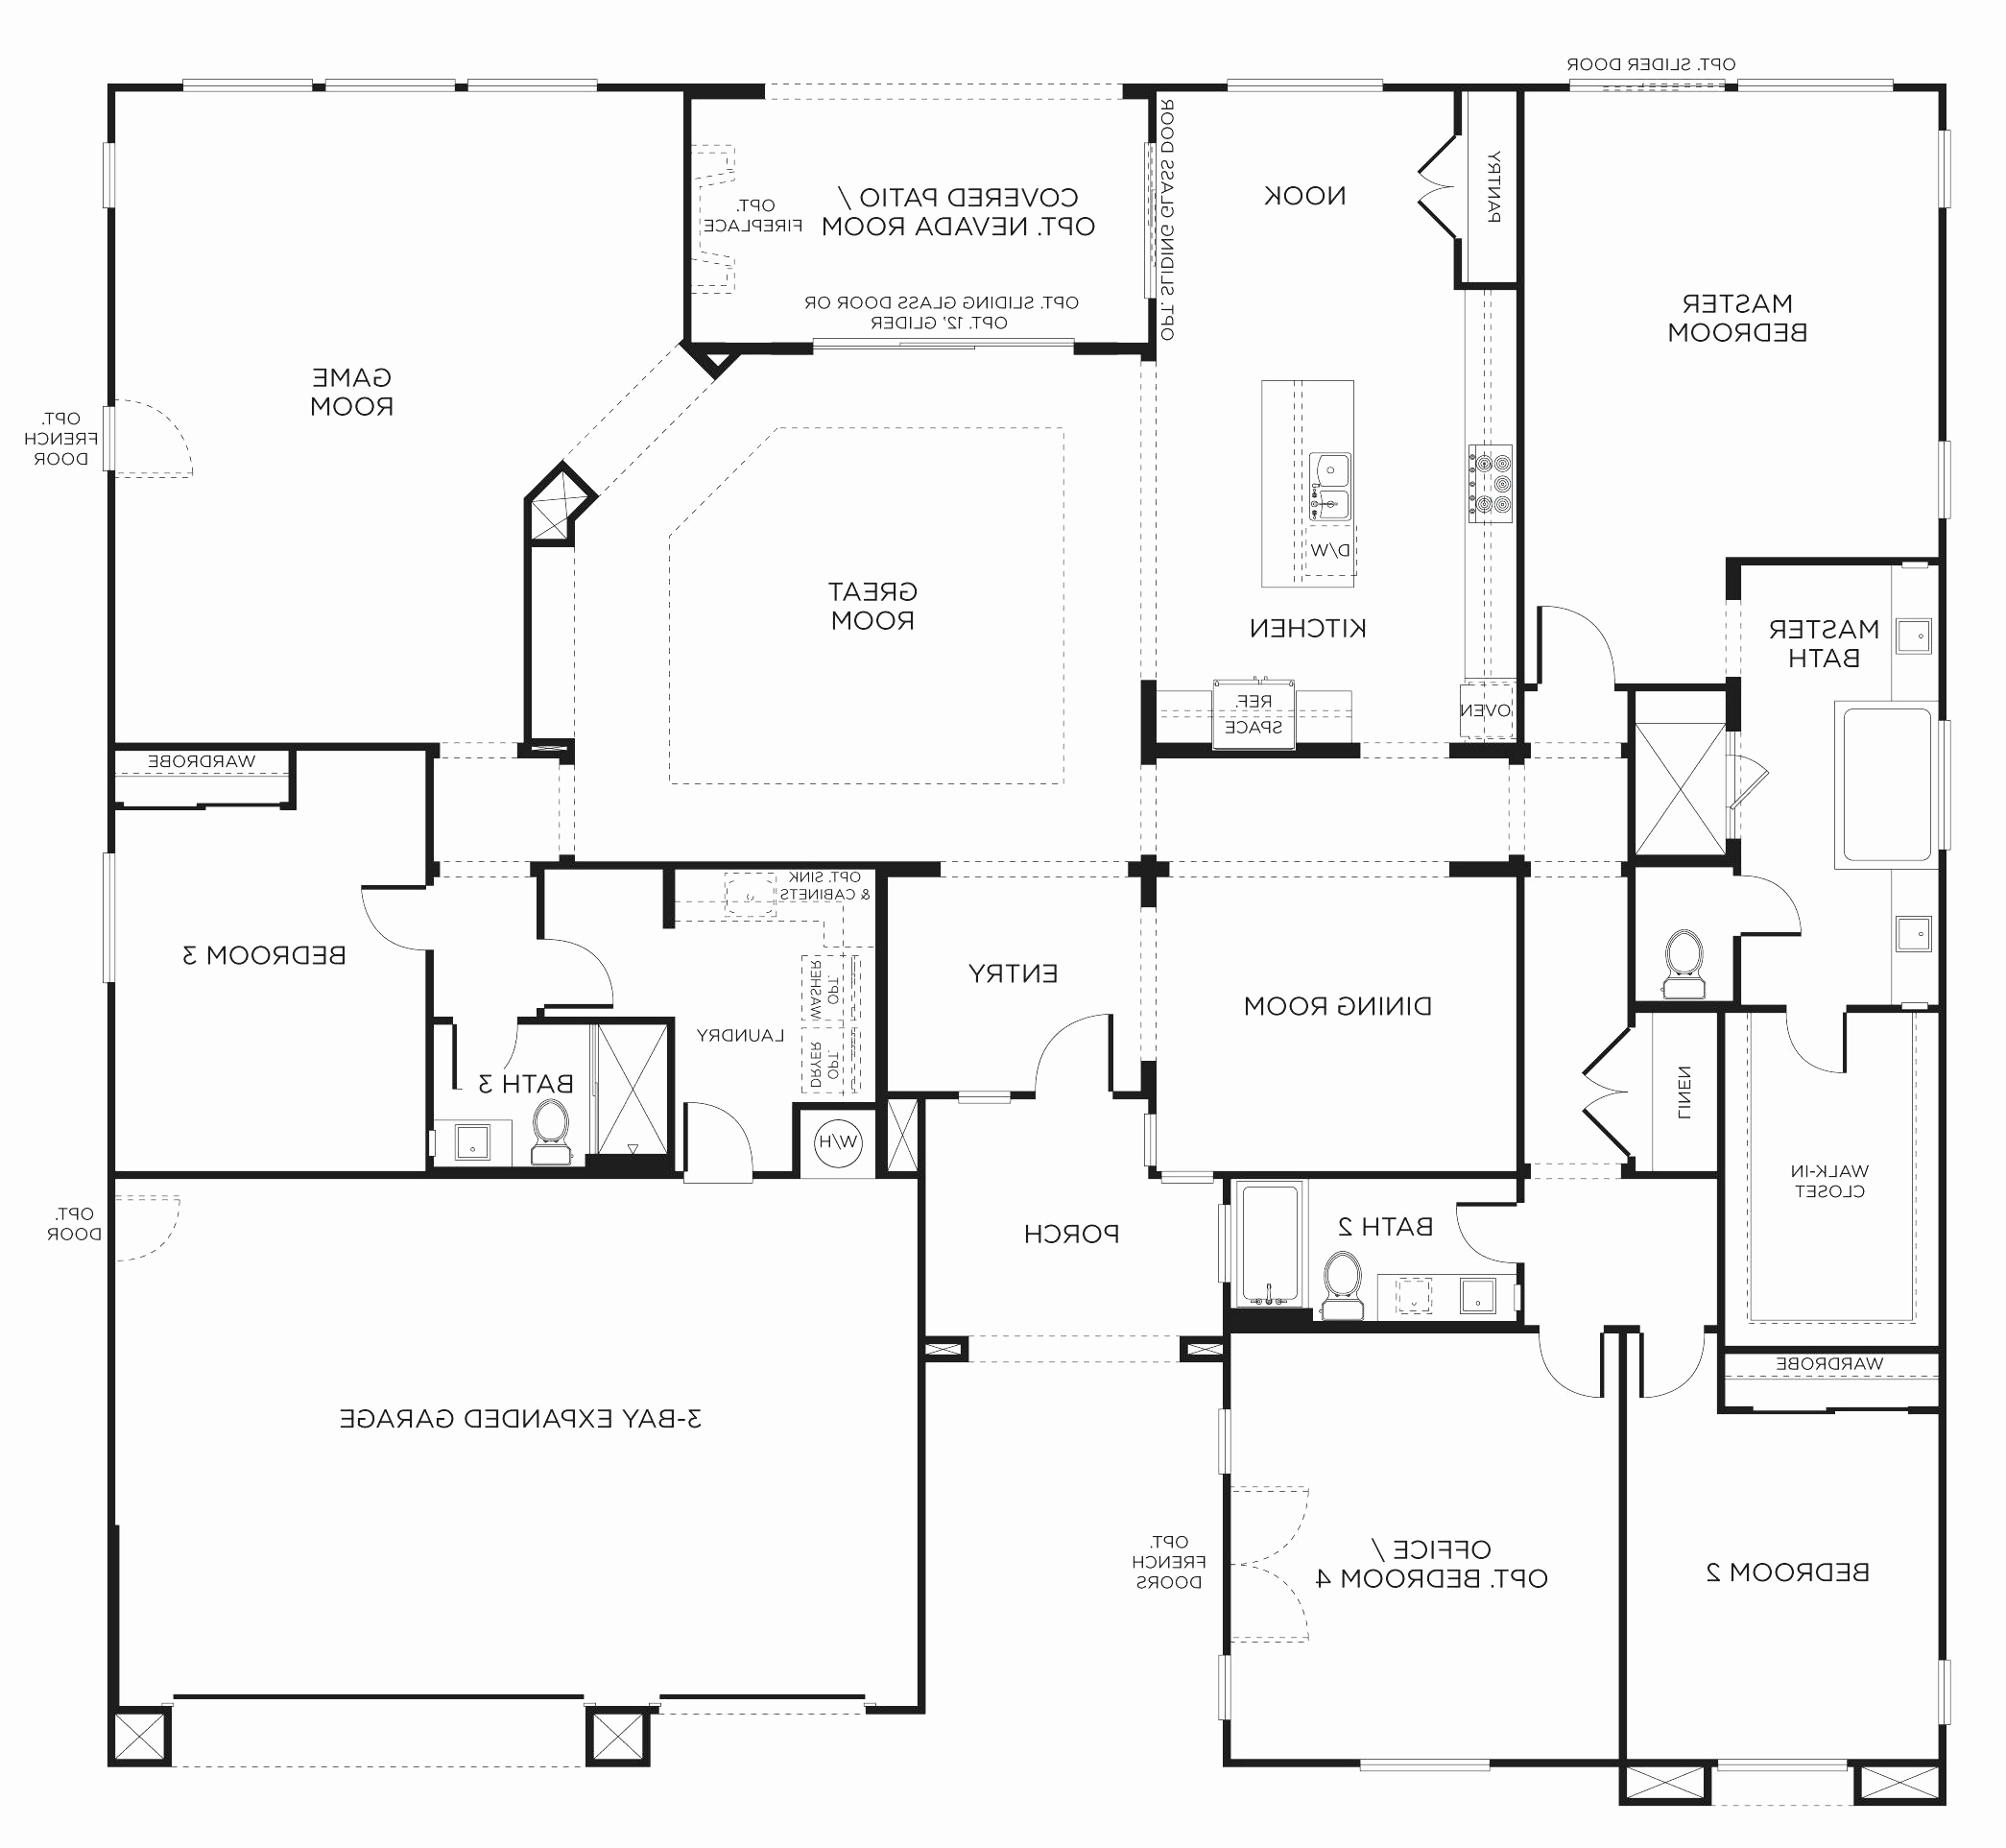 OPT. SLIDER DOOR
COVERED PATIO /
OPT. NEVADA ROOM
OPT.
FIREPLACE
OPT. SLIDING GLASS DOOR OR
OPT. 12' GLIDER
OPT. SLIDING GLASS DOOR
NOOK
PANTRY
MASTER
BEDROOM
GAME
ROOM
OPT.
FRENCH
DOOR
GREAT
ROOM
D/W
KITCHEN
REF.
SPACE
OVEN
MASTER
BATH
WARDROBE
BEDROOM 3
OPT. SINK
& CABINETS
WASHER
OPT.
DRYER
OPT.
LAUNDRY
ENTRY
DINING ROOM
BATH 3
W/H
LINEN
WALK-IN
CLOSET
OPT.
DOOR
PORCH
BATH 2
WARDROBE
3-BAY EXPANDED GARAGE
OPT.
FRENCH
DOORS
OFFICE /
OPT. BEDROOM 4
BEDROOM 2